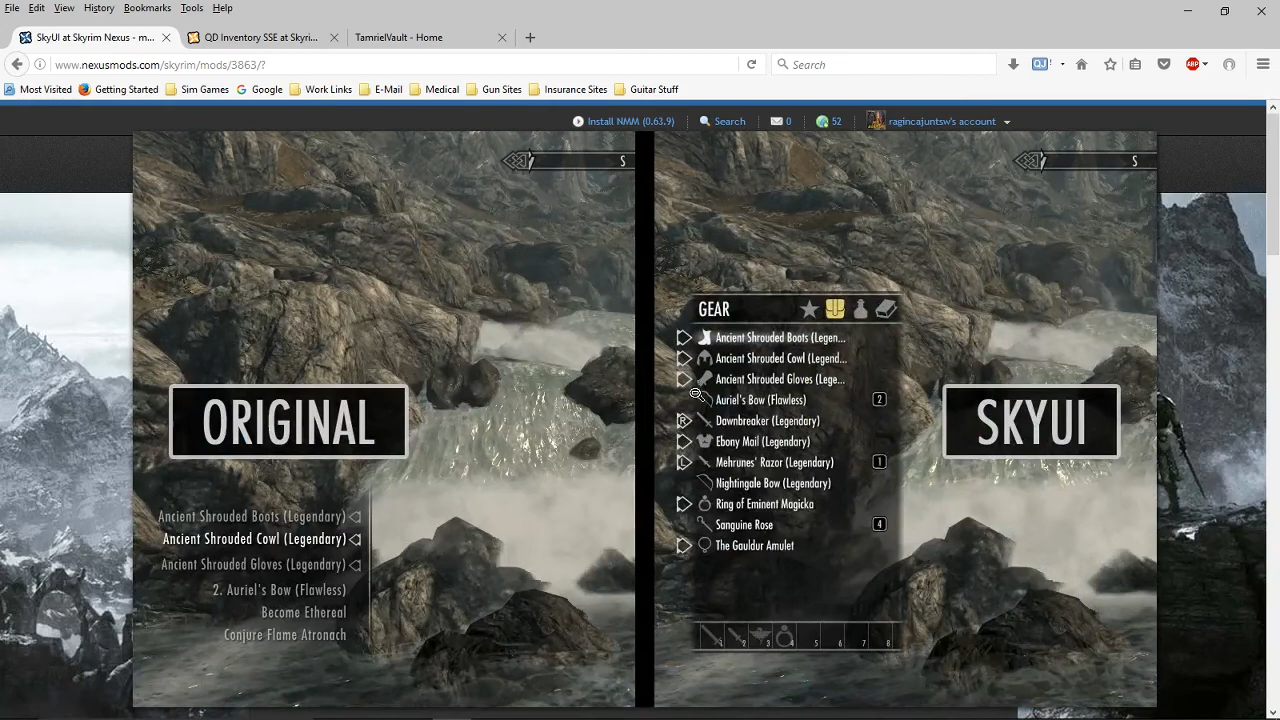 File Edit View History Bookmarks Tools Help
SkyUI at Skyrim Nexus - m...
QD Inventory SSE at Skyri...
TamrielVault - Home
www.nexusmods.com/skyrim/mods/3863/?
Search
QJ
ABP
Most Visited Getting Started Sim Games Google Work Links E-Mail Medical Gun Sites Insurance Sites Guitar Stuff
Install NMM (0.63.9) Search 0 52 ragincajuntsw's account
S
ORIGINAL
Ancient Shrouded Boots (Legendary)
Ancient Shrouded Cowl (Legendary)
Ancient Shrouded Gloves (Legendary)
2. Auriel's Bow (Flawless)
Become Ethereal
Conjure Flame Atronach
S
GEAR
Ancient Shrouded Boots (Legen...
Ancient Shrouded Cowl (Legend...
Ancient Shrouded Gloves (Lege...
Auriel's Bow (Flawless) 2
R Dawnbreaker (Legendary)
Ebony Mail (Legendary)
L Mehrunes' Razor (Legendary) 1
Nightingale Bow (Legendary)
Ring of Eminent Magicka
Sanguine Rose 4
The Gauldur Amulet
1 2 3 4 5 6 7 8
SKYUI